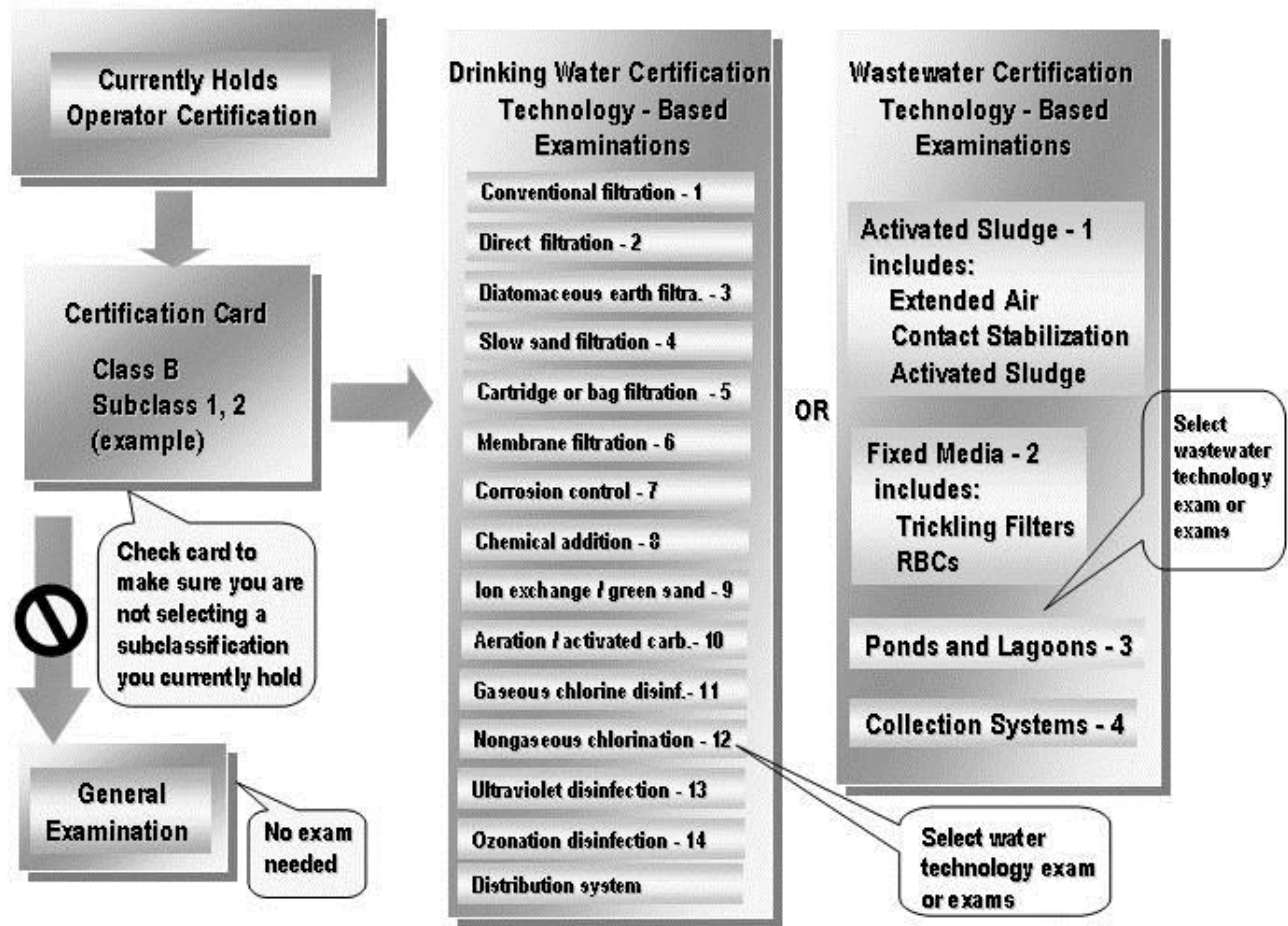 Currently Holds
Operator Certification
Certification Card
Class B
Subclass 1, 2
(example)
Check card to
make sure you are
not selecting a
subclassification
you currently hold
General
Examination
No exam
needed
Drinking Water Certification
Technology - Based
Examinations
Conventional filtration - 1
Direct filtration - 2
Diatomaceous earth filtra. - 3
Slow sand filtration - 4
Cartridge or bag filtration - 5
Membrane filtration - 6
Corrosion control - 7
Chemical addition - 8
Ion exchange / green sand - 9
Aeration / activated carb.- 10
Gaseous chlorine disinf.- 11
Nongaseous chlorination - 12
Ultraviolet disinfection - 13
Ozonation disinfection - 14
Distribution system
Select water
technology exam
or exams
OR
Wastewater Certification
Technology - Based
Examinations
Activated Sludge - 1
includes:
Extended Air
Contact Stabilization
Activated Sludge
Fixed Media - 2
includes:
Trickling Filters
RBCs
Ponds and Lagoons - 3
Collection Systems - 4
Select
wastewater
technology
exam or
exams